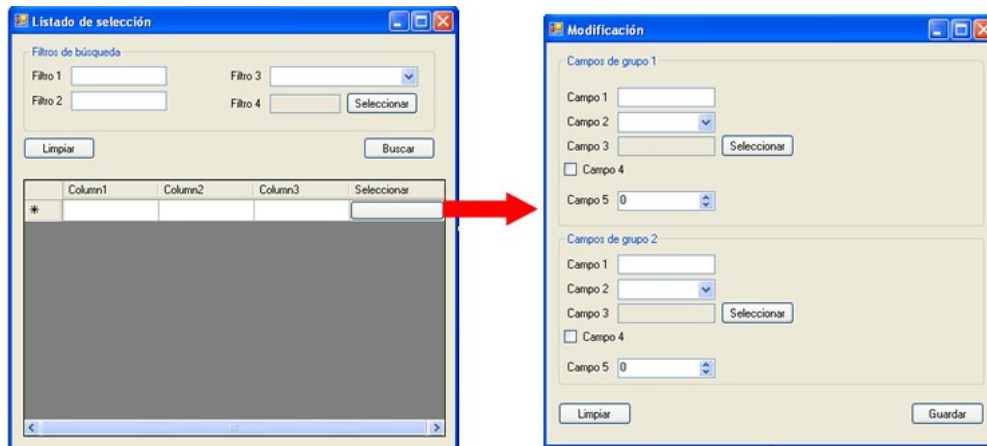 Listado de selección
Filtros de búsqueda
Filtro 1
Filtro 3
Filtro 2
Filtro 4
Seleccionar
Limpiar
Buscar
Column1 Column2 Column3 Seleccionar
Modificación
Campos de grupo 1
Campo 1
Campo 2
Campo 3 Seleccionar
Campo 4
Campo 5 0
Campos de grupo 2
Campo 1
Campo 2
Campo 3 Seleccionar
Campo 4
Campo 5 0
Limpiar
Guardar